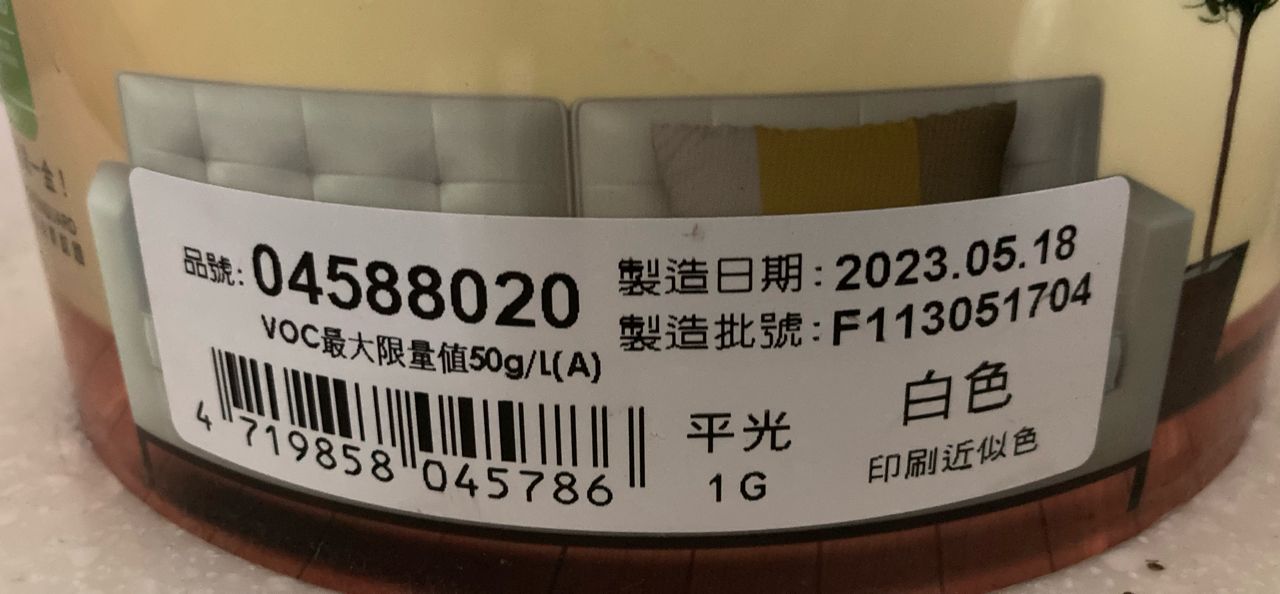 一金！
品號:04588020
VOC最大限量值50g/L(A)
4 719858 045786
製造日期:2023.05.18
製造批號:F113051704
平光
1G
白色
印刷近似色